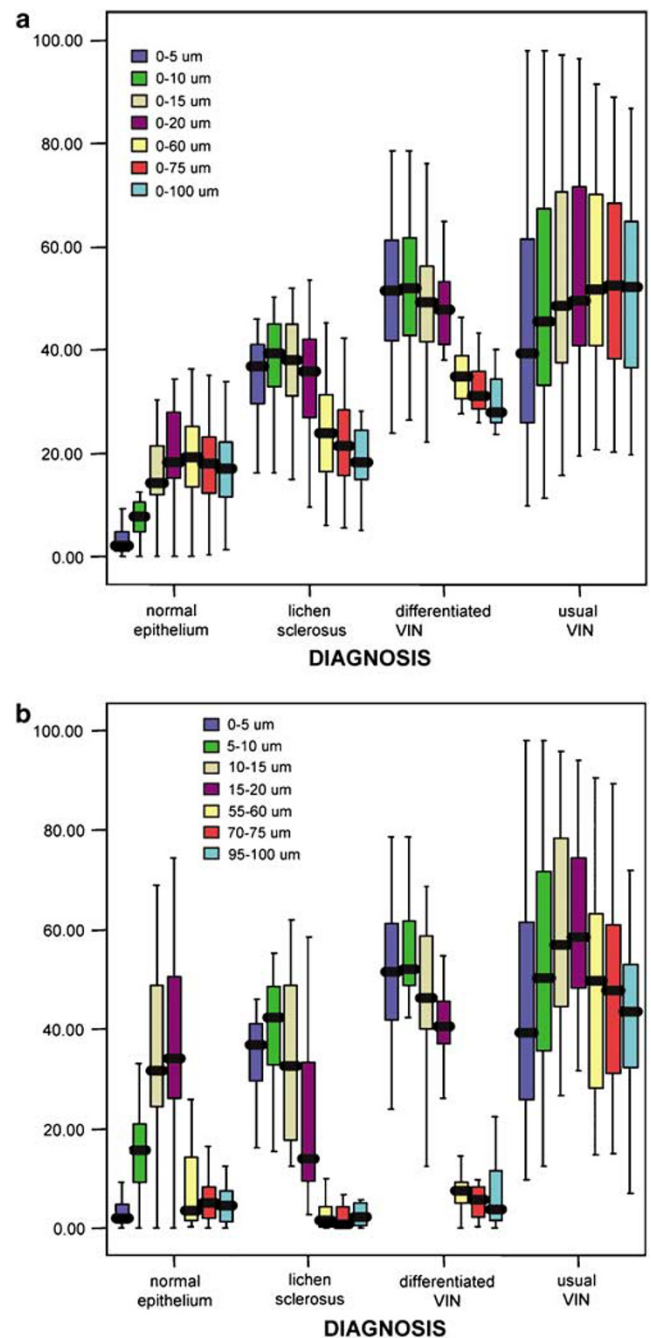 a
100.00
80.00
60.00
40.00
20.00
0.00
0-5 um
0-10 um
0-15 um
0-20 um
0-60 um
0-75 um
0-100 um
normal
epithelium
lichen
sclerosus
differentiated
VIN
usual
VIN
DIAGNOSIS
b
100.00
80.00
60.00
40.00
20.00
0.00
0-5 um
5-10 um
10-15 um
15-20 um
55-60 um
70-75 um
95-100 um
normal
epithelium
lichen
sclerosus
differentiated
VIN
usual
VIN
DIAGNOSIS